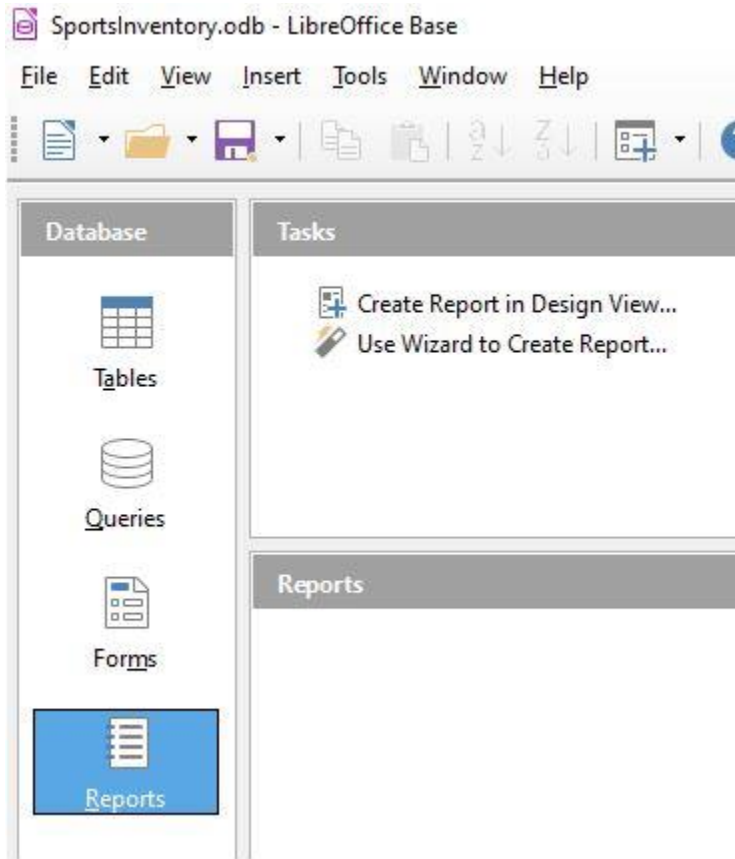 SportsInventory.odb - LibreOffice Base
File Edit View Insert Tools Window Help
Database
Tasks
Create Report in Design View...
Use Wizard to Create Report...
Tables
Queries
Forms
Reports
Reports